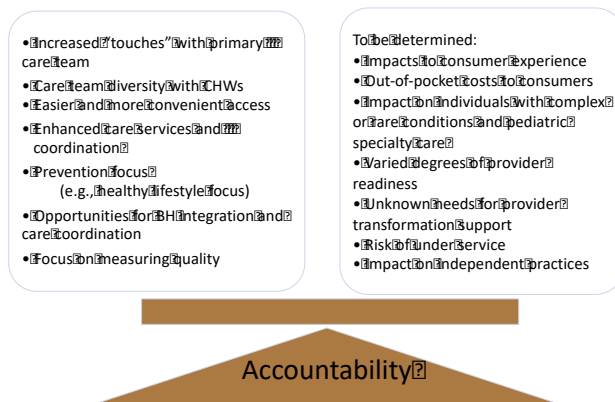 • Increased “touches” with primary
care team
• Care team diversity with CHWs
• Easier and more convenient access
• Enhanced care services and
coordination
• Prevention focus
(e.g., healthy lifestyle focus)
• Opportunities for BH integration and
care coordination
• Focus on measuring quality
To be determined:
• Impacts to consumer experience
• Out-of-pocket costs to consumers
• Impact on individuals with complex
or rare conditions and pediatric
specialty care
• Varied degrees of provider
readiness
• Unknown needs for provider
transformation support
• Risk of under service
• Impact on independent practices
Accountability